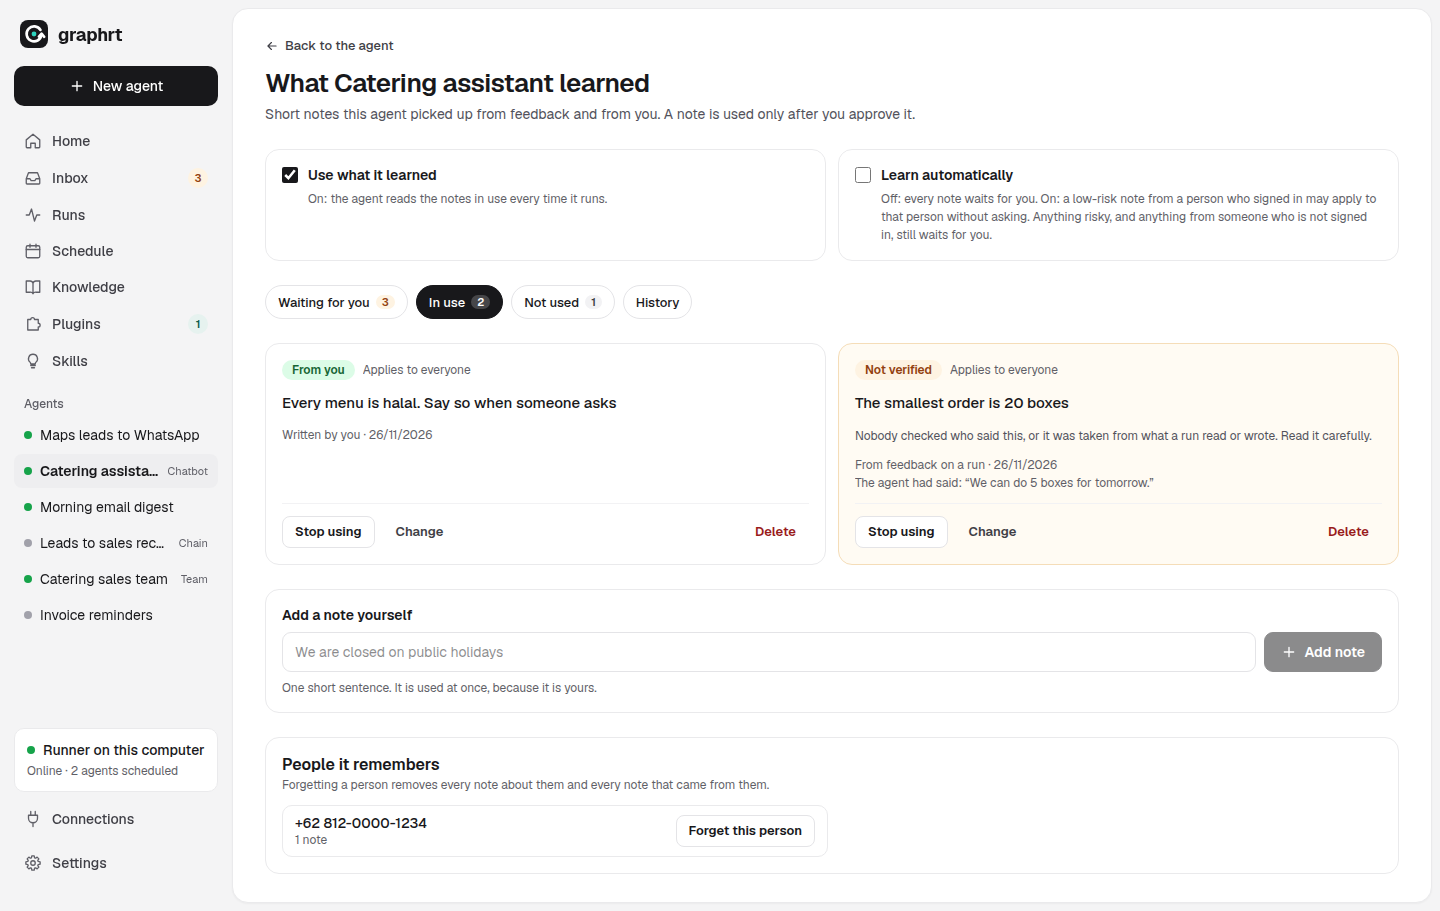 graphrt
New agent
Home
Inbox 3
Runs
Schedule
Knowledge
Plugins 1
Skills
Agents
Maps leads to WhatsApp
Catering assista... Chatbot
Morning email digest
Leads to sales rec... Chain
Catering sales team Team
Invoice reminders
Runner on this computer
Online · 2 agents scheduled
Connections
Settings
Back to the agent
What Catering assistant learned
Short notes this agent picked up from feedback and from you. A note is used only after you approve it.
Use what it learned
On: the agent reads the notes in use every time it runs.
Learn automatically
Off: every note waits for you. On: a low-risk note from a person who signed in may apply to
that person without asking. Anything risky, and anything from someone who is not signed
in, still waits for you.
Waiting for you 3 In use 2 Not used 1 History
From you Applies to everyone
Every menu is halal. Say so when someone asks
Written by you · 26/11/2026
Stop using Change Delete
Not verified Applies to everyone
The smallest order is 20 boxes
Nobody checked who said this, or it was taken from what a run read or wrote. Read it carefully.
From feedback on a run · 26/11/2026
The agent had said: “We can do 5 boxes for tomorrow.”
Stop using Change Delete
Add a note yourself
We are closed on public holidays
Add note
One short sentence. It is used at once, because it is yours.
People it remembers
Forgetting a person removes every note about them and every note that came from them.
+62 812-0000-1234
1 note
Forget this person